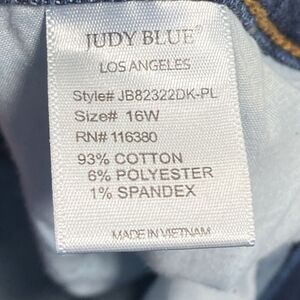 JUDY BLUE®
LOS ANGELES
Style# JB82322DK-PL
Size# 16W
RN# 116380
93% COTTON
6% POLYESTER
1% SPANDEX
MADE IN VIETNAM